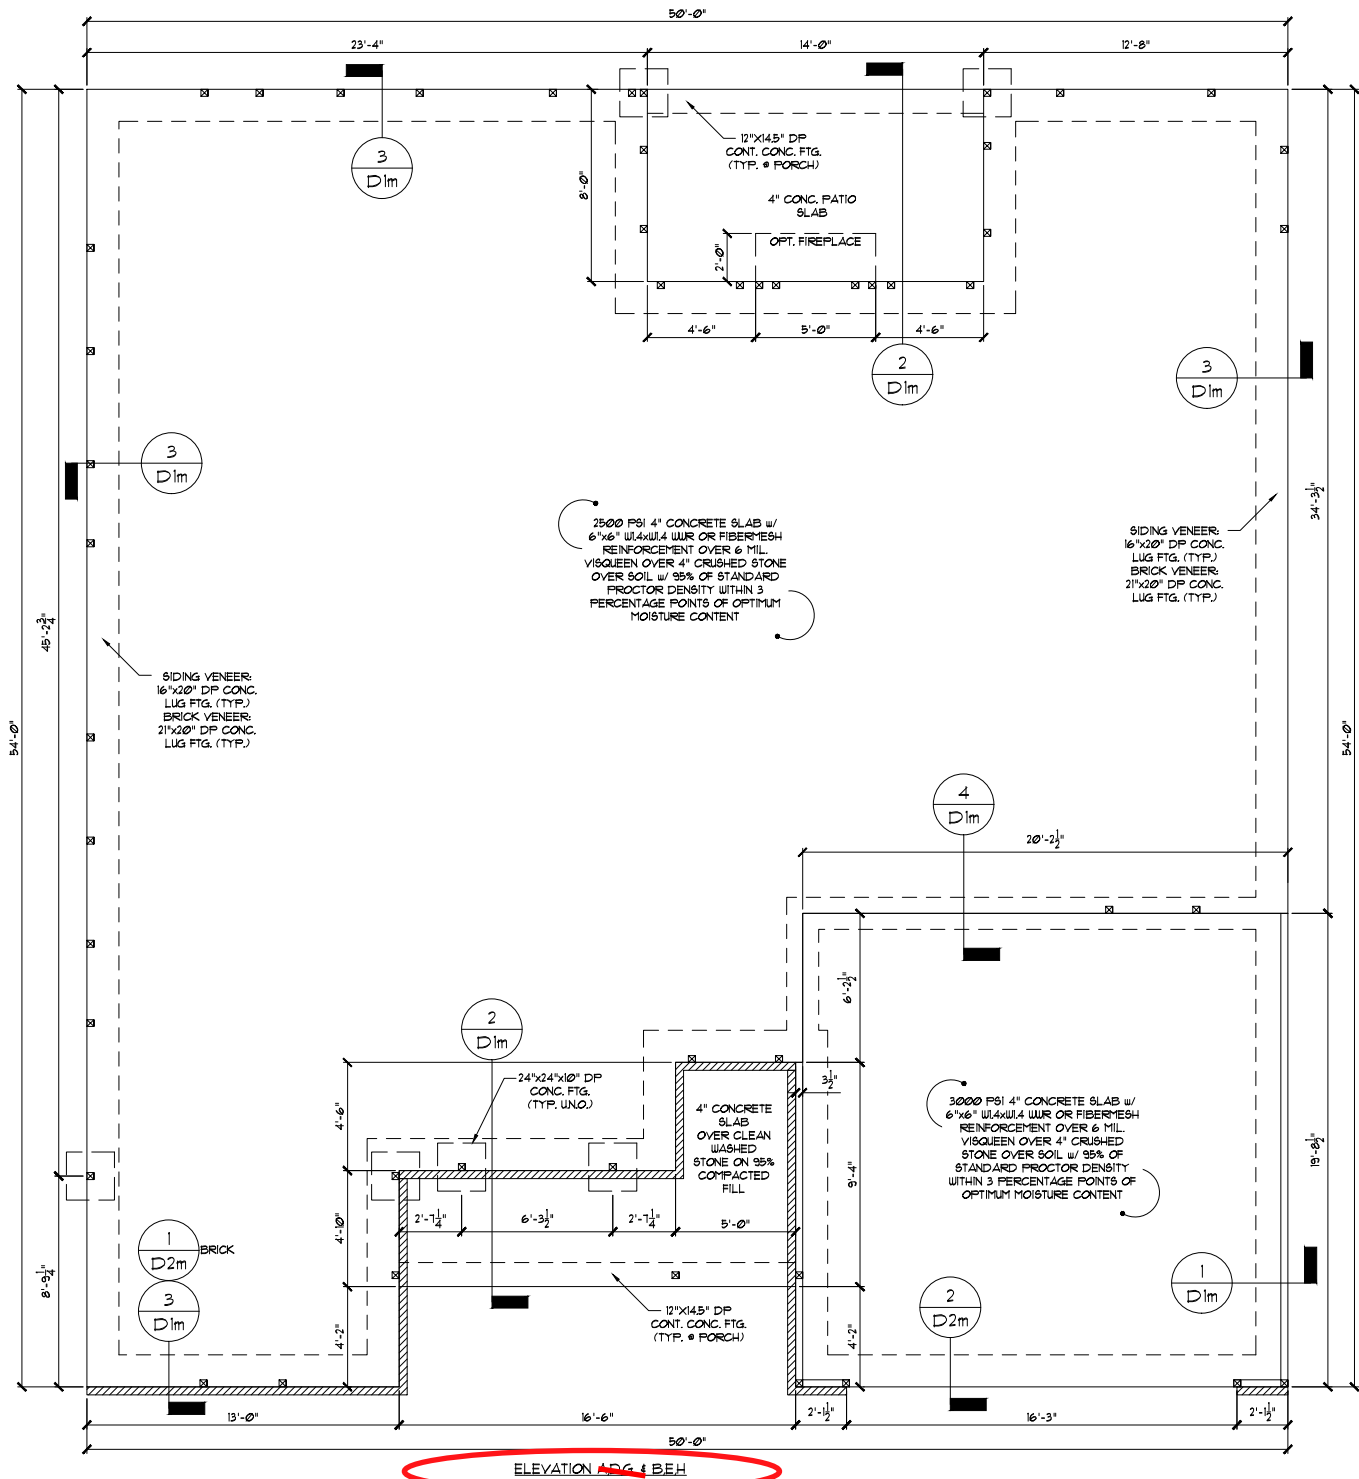 50'-0"
23'-4"
14'-0"
12'-8"
3
D1m
12"X14.5" DP
CONT. CONC. FTG.
(TYP. @ PORCH)
8'-0"
4" CONC. PATIO
SLAB
OPT. FIREPLACE
2'-0"
4'-6"
5'-0"
4'-6"
2
D1m
3
D1m
3
D1m
34'-3 1/2"
2500 PSI 4" CONCRETE SLAB w/
6"x6" W1.4xW1.4 WWR OR FIBERMESH
REINFORCEMENT OVER 6 MIL.
VISQUEEN OVER 4" CRUSHED STONE
OVER SOIL w/ 95% OF STANDARD
PROCTOR DENSITY WITHIN 3
PERCENTAGE POINTS OF OPTIMUM
MOISTURE CONTENT
SIDING VENEER:
16"x20" DP CONC.
LUG FTG. (TYP.)
BRICK VENEER:
21"x20" DP CONC.
LUG FTG. (TYP.)
45'-2 3/4"
SIDING VENEER:
16"x20" DP CONC.
LUG FTG. (TYP.)
BRICK VENEER:
21"x20" DP CONC.
LUG FTG. (TYP.)
54'-0"
54'-0"
4
D1m
20'-2 1/2"
6'-2 1/2"
2
D1m
24"x24"x10" DP
CONC. FTG.
(TYP. U.N.O.)
3 1/2"
4'-6"
4" CONCRETE
SLAB
OVER CLEAN
WASHED
STONE ON 95%
COMPACTED
FILL
3000 PSI 4" CONCRETE SLAB w/
6"x6" W1.4xW1.4 WWR OR FIBERMESH
REINFORCEMENT OVER 6 MIL.
VISQUEEN OVER 4" CRUSHED
STONE OVER SOIL w/ 95% OF
STANDARD PROCTOR DENSITY
WITHIN 3 PERCENTAGE POINTS OF
OPTIMUM MOISTURE CONTENT
19'-8 1/2"
9'-4"
4'-10"
2'-7 1/4"
6'-3 1/2"
2'-7 1/4"
5'-0"
1
D2m
BRICK
3
D1m
8'-9 1/4"
4'-2"
12"X14.5" DP
CONT. CONC. FTG.
(TYP. @ PORCH)
4'-2"
2
D2m
1
D1m
13'-0"
16'-6"
2'-1 1/2"
16'-3"
2'-1 1/2"
50'-0"
ELEVATION A,D,G, & B,E,H